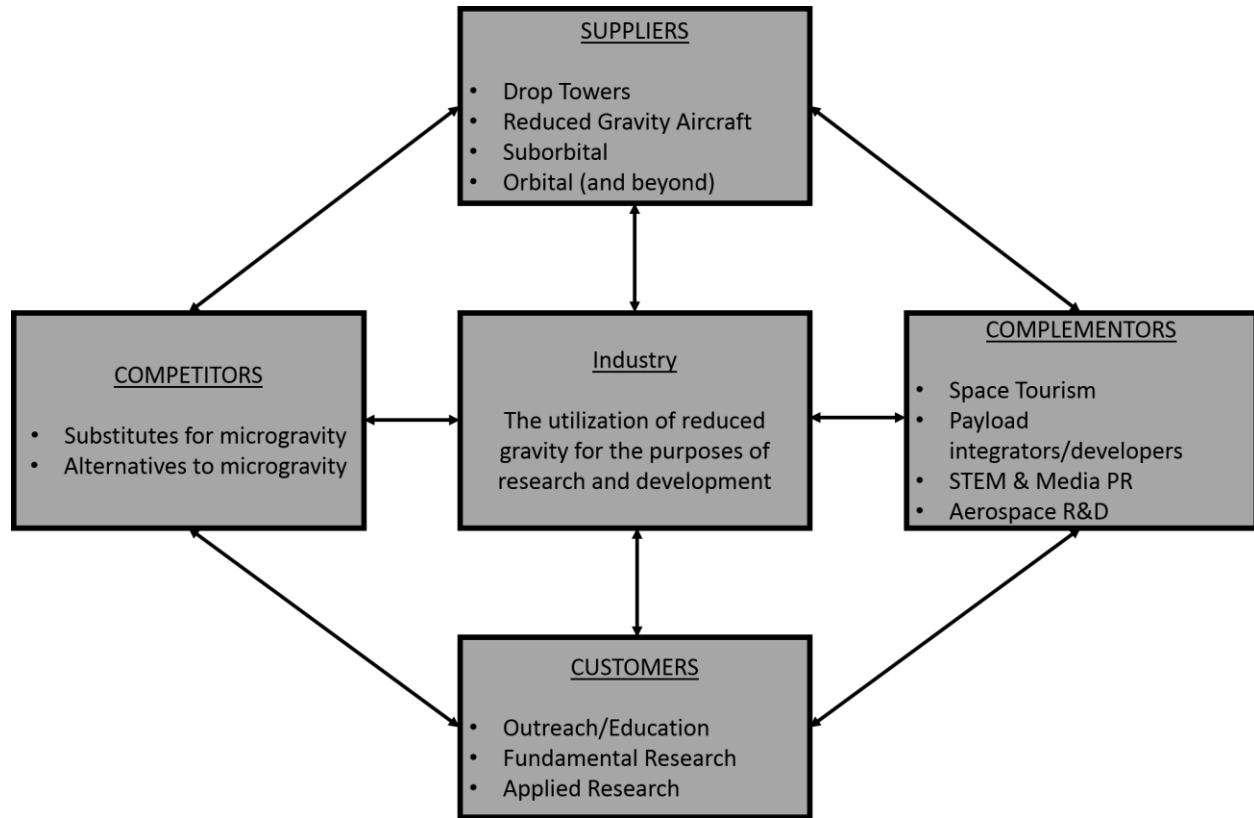 SUPPLIERS
• Drop Towers
• Reduced Gravity Aircraft
• Suborbital
• Orbital (and beyond)
COMPETITORS
• Substitutes for microgravity
• Alternatives to microgravity
Industry
The utilization of reduced
gravity for the purposes of
research and development
COMPLEMENTORS
• Space Tourism
• Payload
integrators/developers
• STEM & Media PR
• Aerospace R&D
CUSTOMERS
• Outreach/Education
• Fundamental Research
• Applied Research